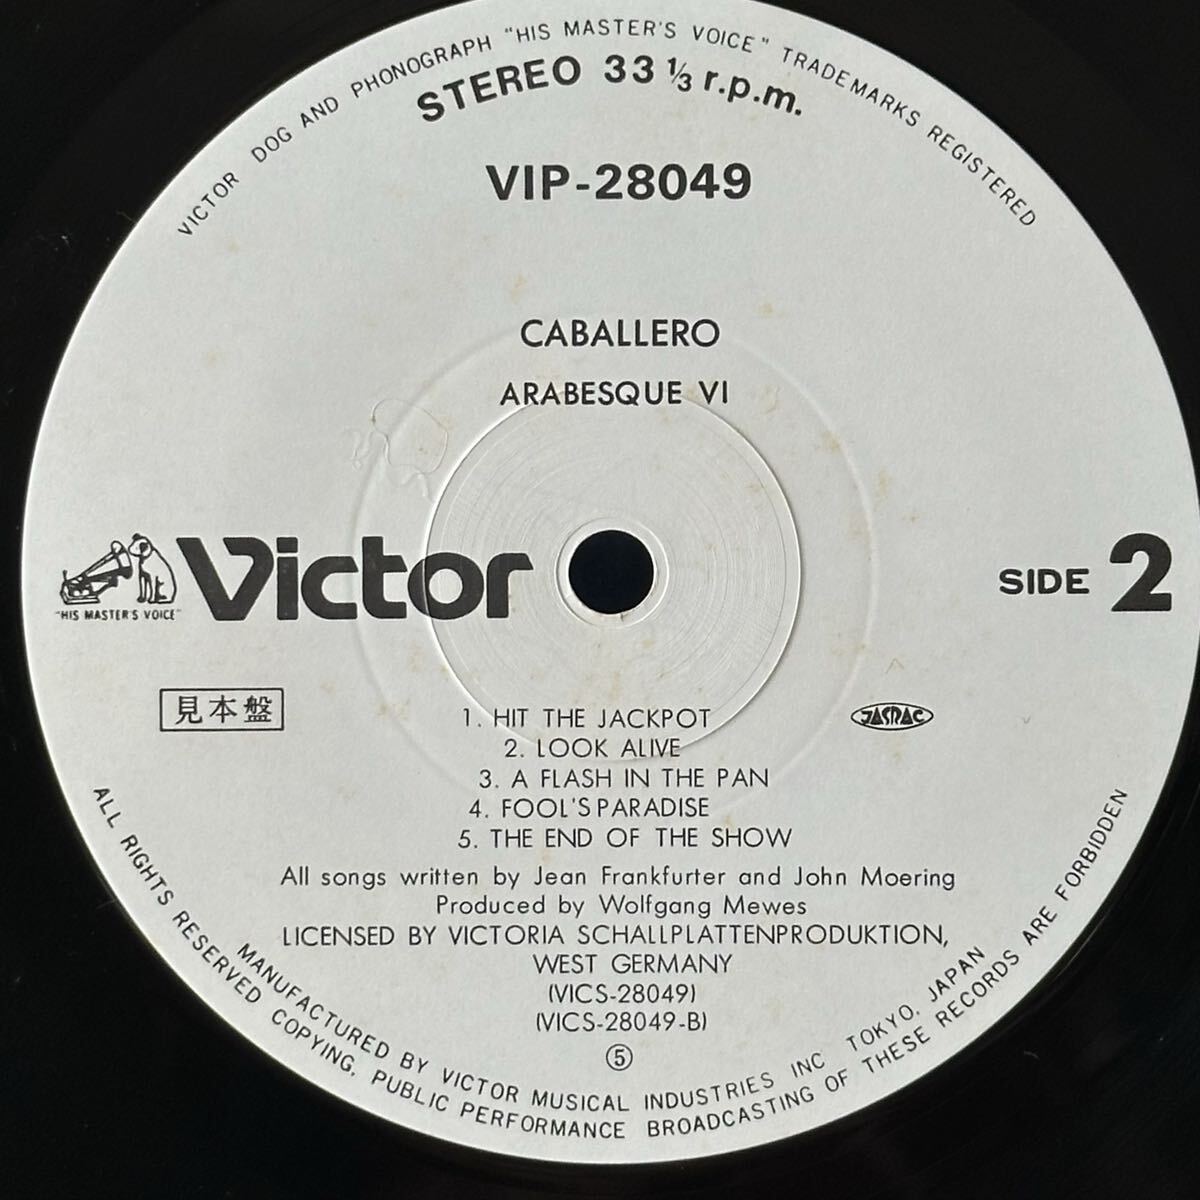 VICTOR DOG AND PHONOGRAPH "HIS MASTER'S VOICE" TRADEMARKS REGISTERED
STEREO 33 1/3 r.p.m.
VIP-28049
CABALLERO
ARABESQUE VI
"HIS MASTER'S VOICE"
Victor
SIDE 2
見本盤
JASRAC
1. HIT THE JACKPOT
2. LOOK ALIVE
3. A FLASH IN THE PAN
4. FOOL'S PARADISE
5. THE END OF THE SHOW
All songs written by Jean Frankfurter and John Moering
Produced by Wolfgang Mewes
LICENSED BY VICTORIA SCHALLPLATTENPRODUKTION,
WEST GERMANY
(VICS-28049)
(VICS-28049-B)
⑤
MANUFACTURED BY VICTOR MUSICAL INDUSTRIES INC TOKYO, JAPAN
ALL RIGHTS RESERVED COPYING, PUBLIC PERFORMANCE BROADCASTING OF THESE RECORDS ARE FORBIDDEN